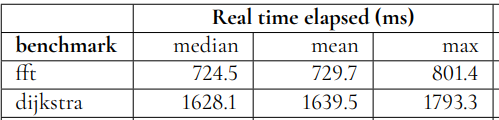 Real time elapsed (ms)
benchmark median mean max
fft 724.5 729.7 801.4
dijkstra 1628.1 1639.5 1793.3